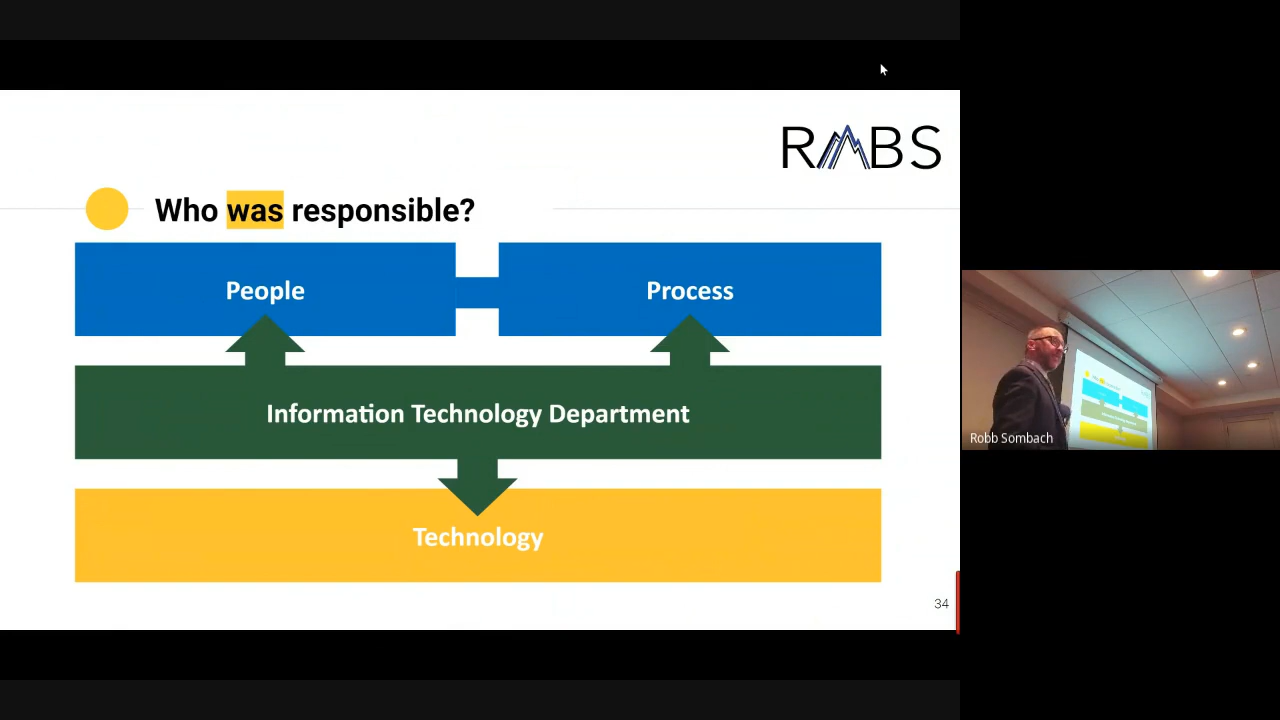 RMBS
Who was responsible?
People
Process
Information Technology Department
Technology
34
Robb Sombach